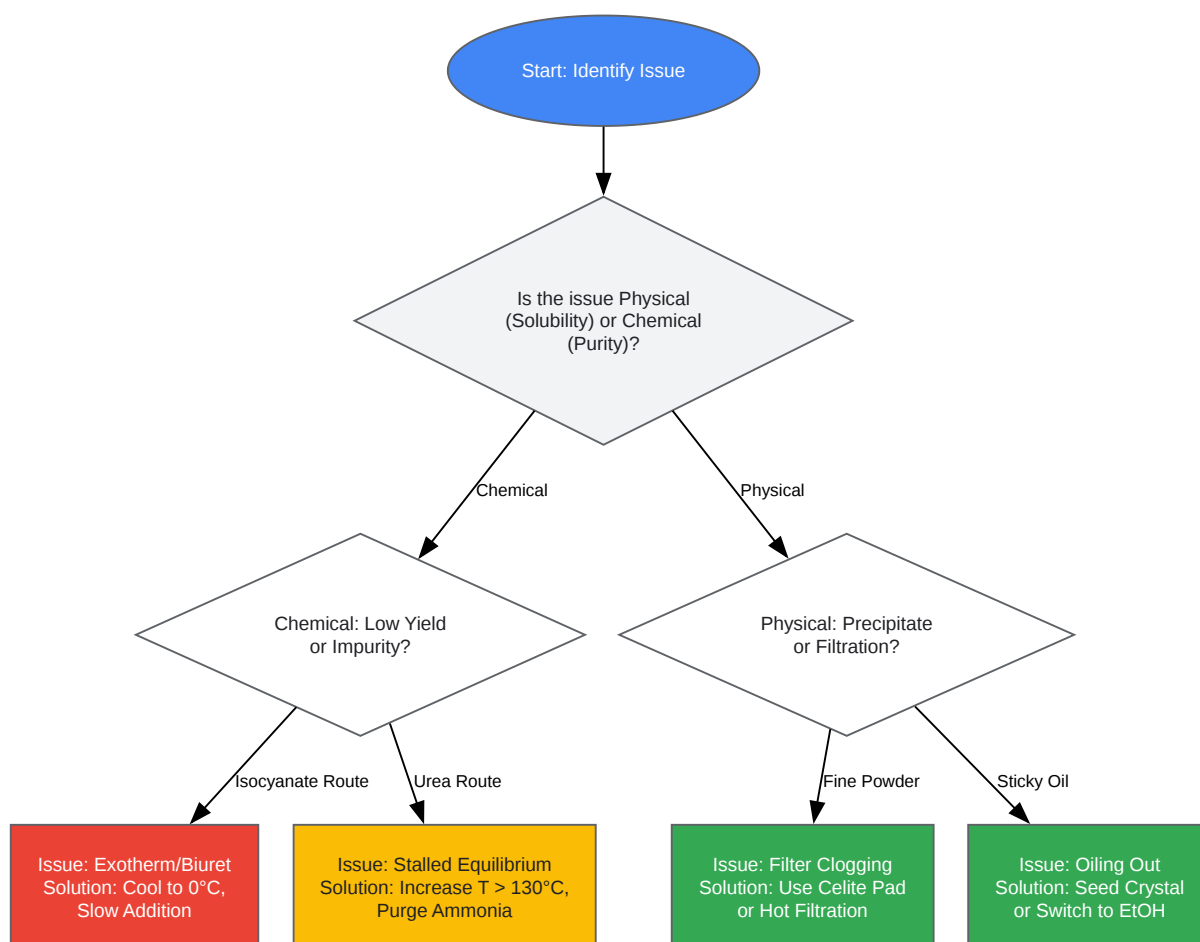 Start: Identify Issue
Is the issue Physical
(Solubility) or Chemical
(Purity)?
Chemical
Physical
Chemical: Low Yield
or Impurity?
Physical: Precipitate
or Filtration?
Isocyanate Route
Urea Route
Fine Powder
Sticky Oil
Issue: Exotherm/Biuret
Solution: Cool to 0°C,
Slow Addition
Issue: Stalled Equilibrium
Solution: Increase T > 130°C,
Purge Ammonia
Issue: Filter Clogging
Solution: Use Celite Pad
or Hot Filtration
Issue: Oiling Out
Solution: Seed Crystal
or Switch to EtOH